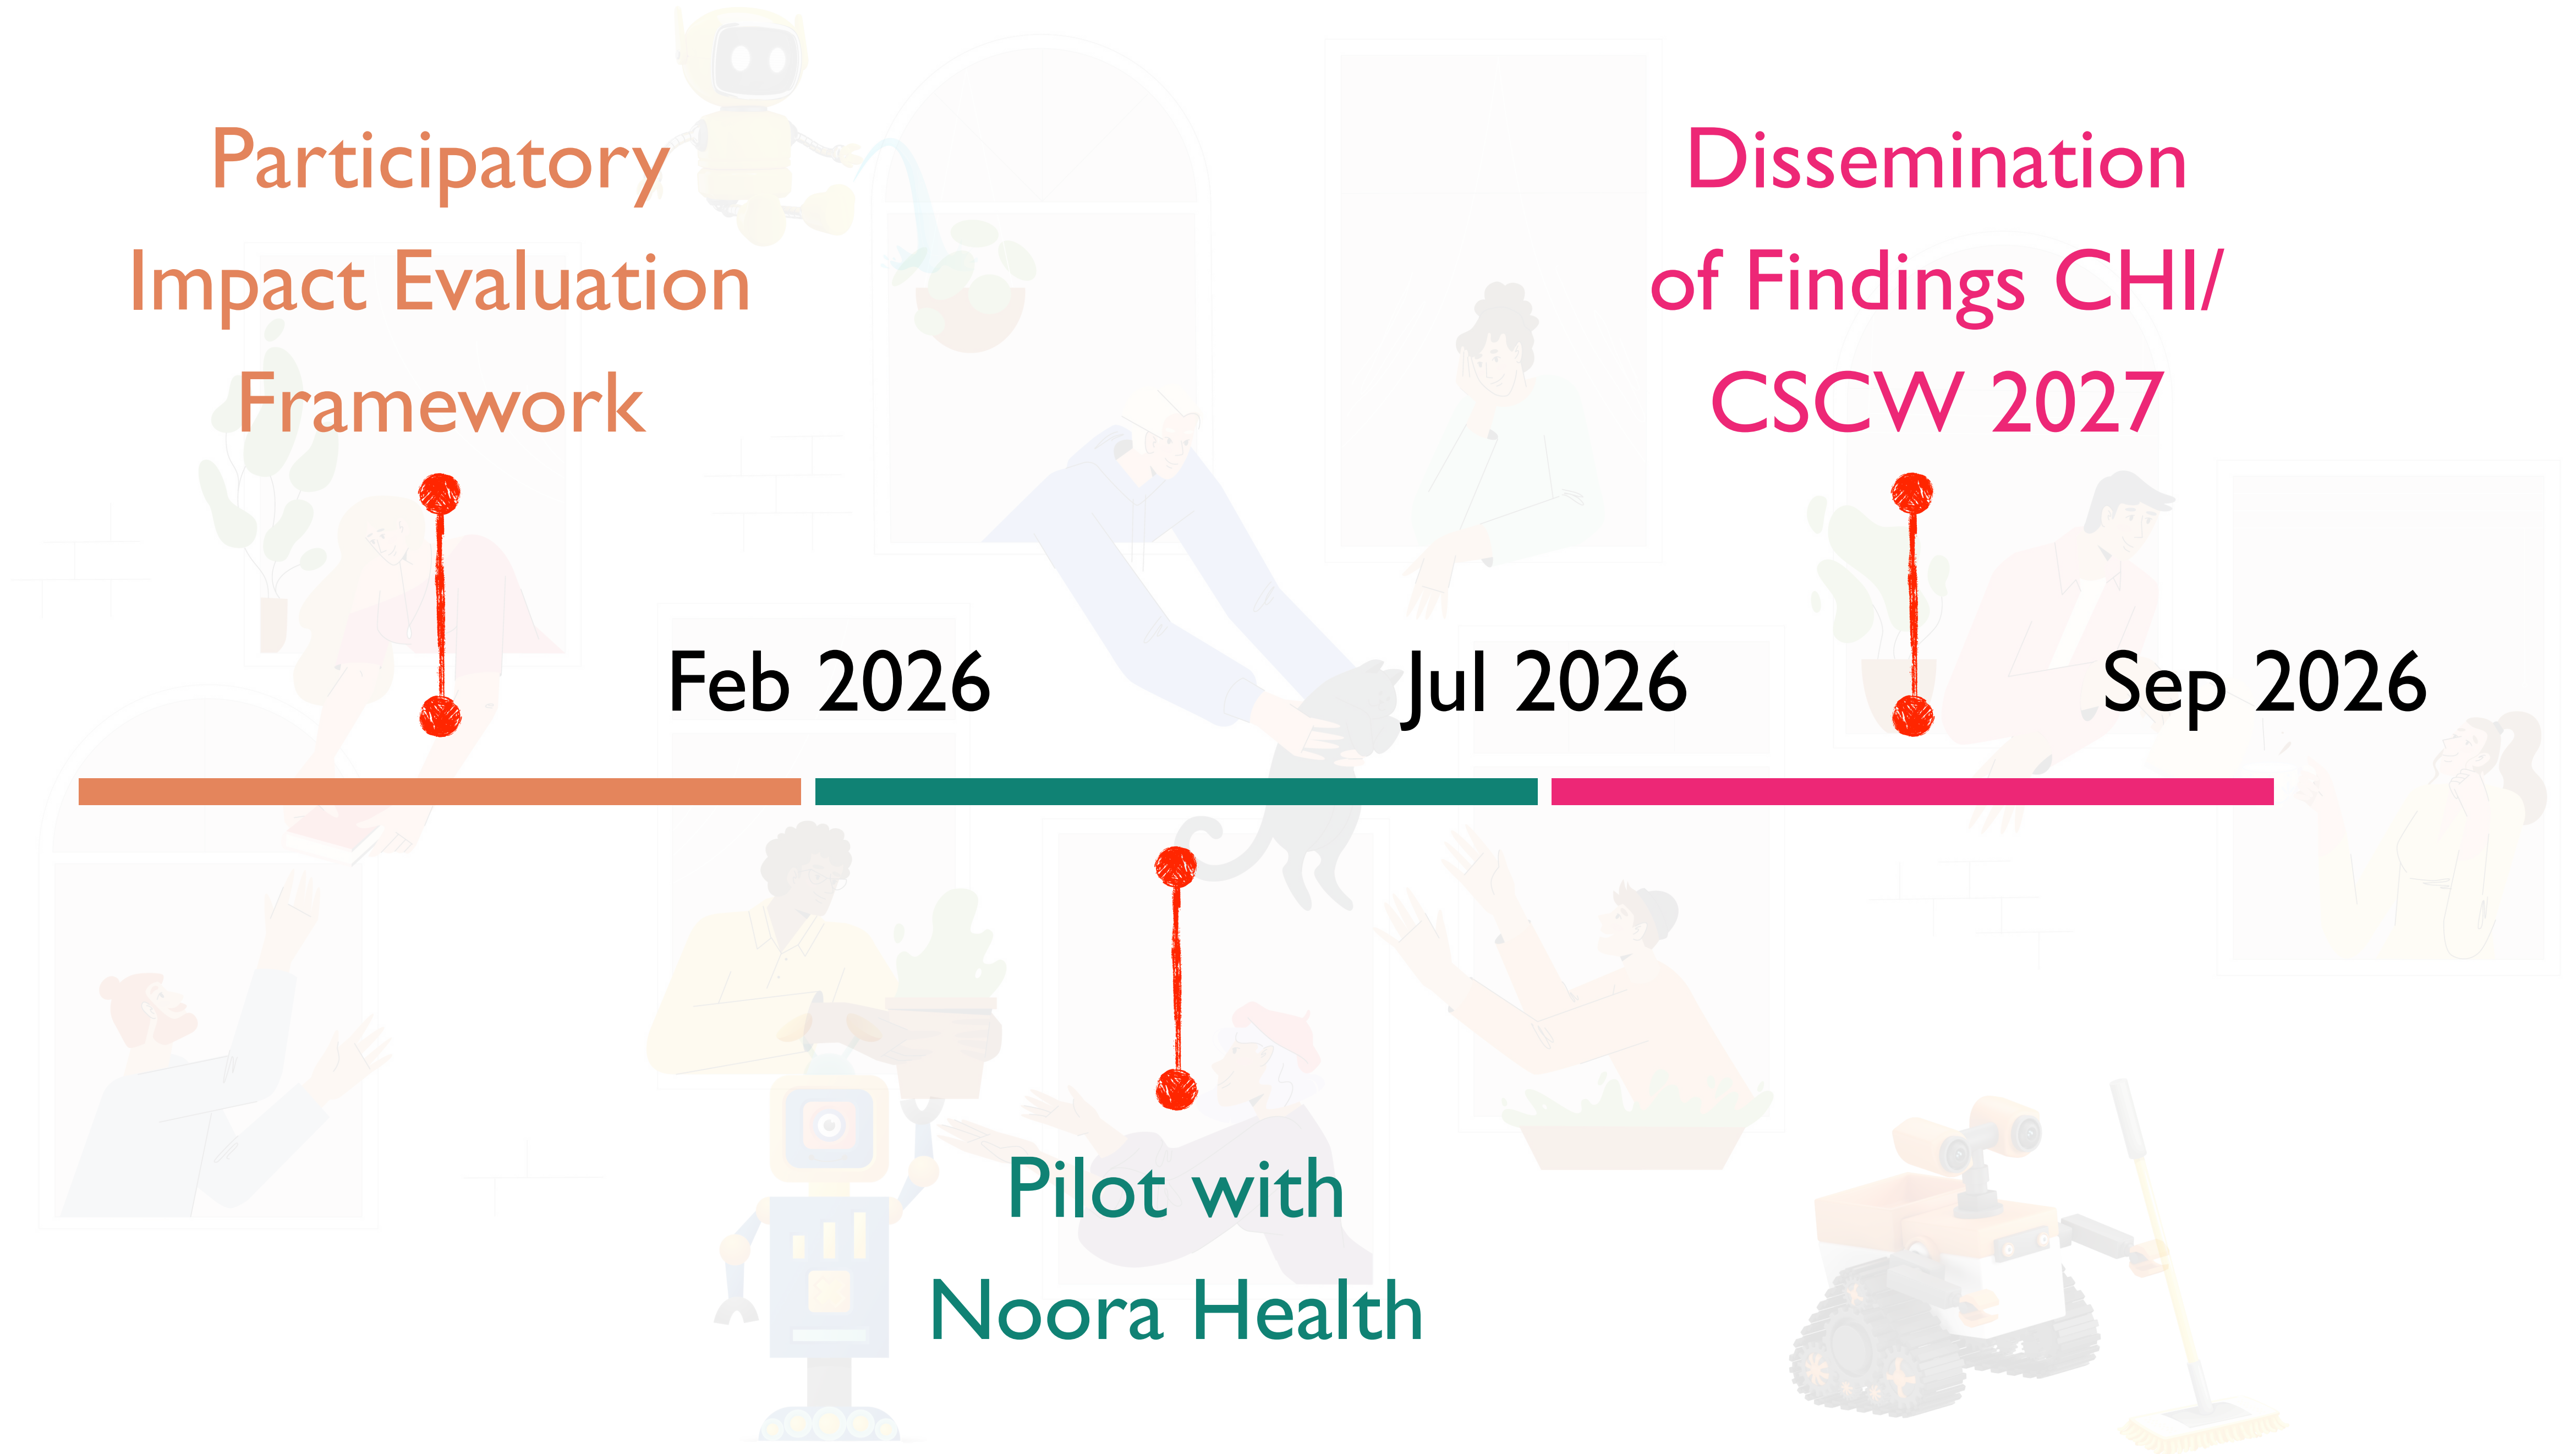 Participatory
Impact Evaluation
Framework
Dissemination
of Findings CHI/
CSCW 2027
Feb 2026
Jul 2026
Sep 2026
Pilot with
Noora Health